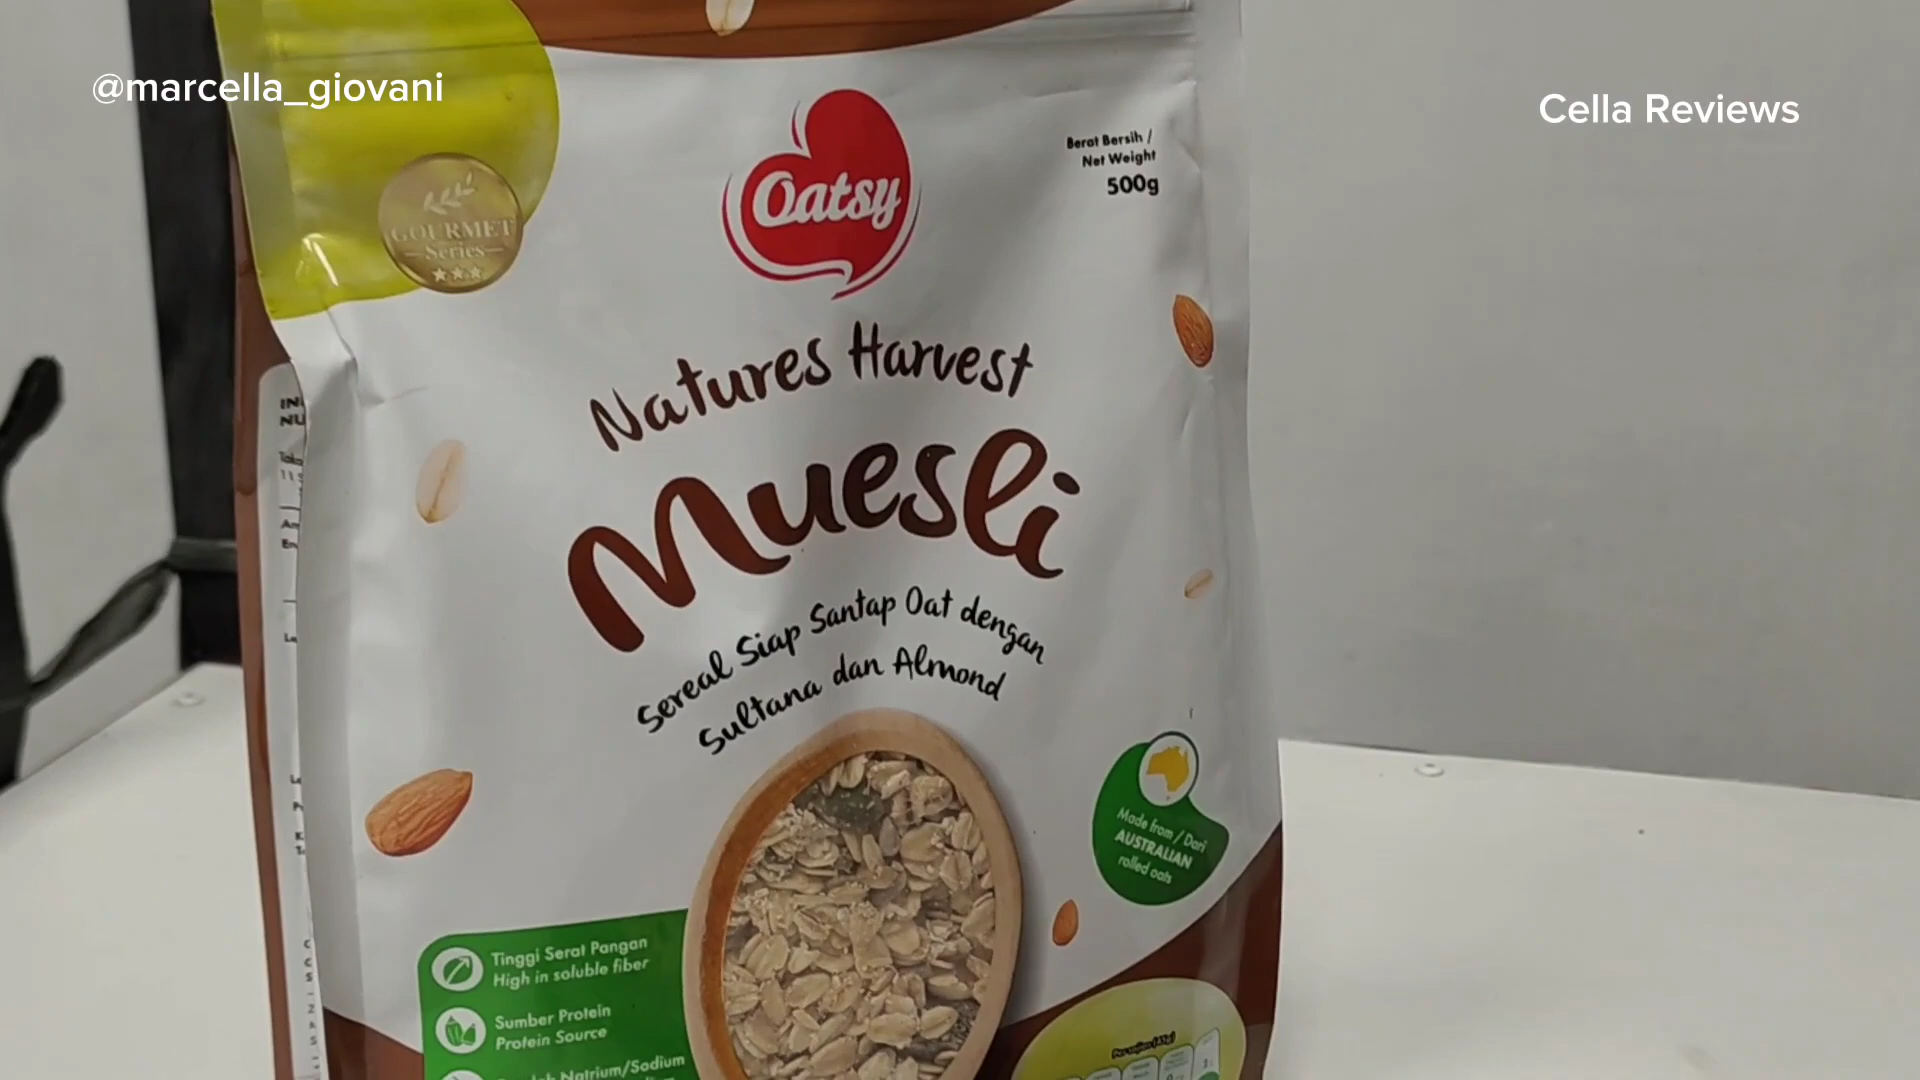 @marcella_giovani
Cella Reviews
Oatsy
Berat Bersih /
Net Weight
500g
GOURMET
Series
Natures Harvest
Muesli
Sereal Siap Santap Oat dengan
Sultana dan Almond
Made from / Dari
AUSTRALIAN
rolled oats
Tinggi Serat Pangan
High in soluble fiber
Sumber Protein
Protein Source
Natrium/Sodium